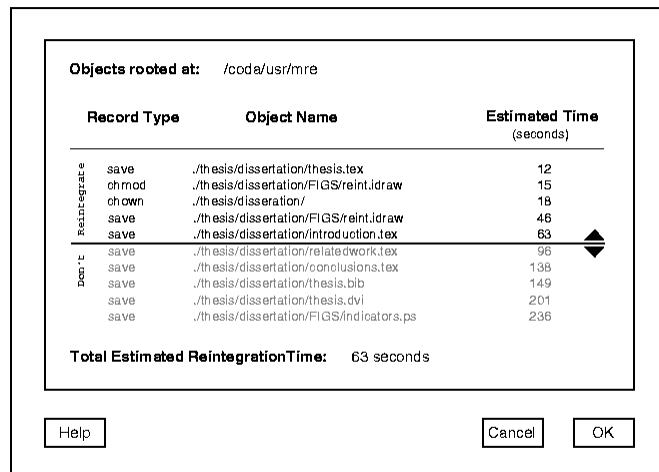 Objects rooted at: /coda/usr/mre
Record Type Object Name Estimated Time
(seconds)
Reintegrate
save ./thesis/dissertation/thesis.tex 12
chmod ./thesis/dissertation/FIGS/reint.idraw 15
chown ./thesis/disseration/ 18
save ./thesis/dissertation/FIGS/reint.idraw 46
save ./thesis/dissertation/introduction.tex 63
Don't
save ./thesis/dissertation/relatedwork.tex 96
save ./thesis/dissertation/conclusions.tex 138
save ./thesis/dissertation/thesis.bib 149
save ./thesis/dissertation/thesis.dvi 201
save ./thesis/dissertation/FIGS/indicators.ps 236
Total Estimated ReintegrationTime: 63 seconds
Help Cancel OK